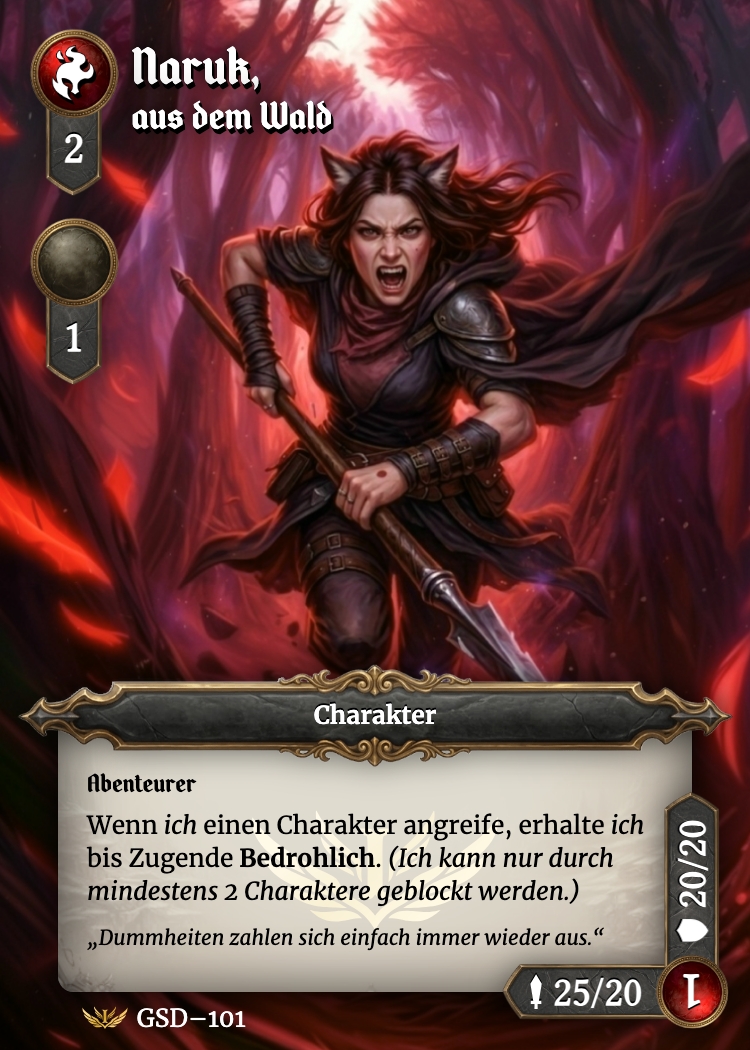 Naruk,
aus dem Wald
2
1
Charakter
Abenteurer
Wenn ich einen Charakter angreife, erhalte ich
bis Zugende Bedrohlich. (Ich kann nur durch
mindestens 2 Charaktere geblockt werden.)
„Dummheiten zahlen sich einfach immer wieder aus.“
20/20
25/20
1
GSD–101